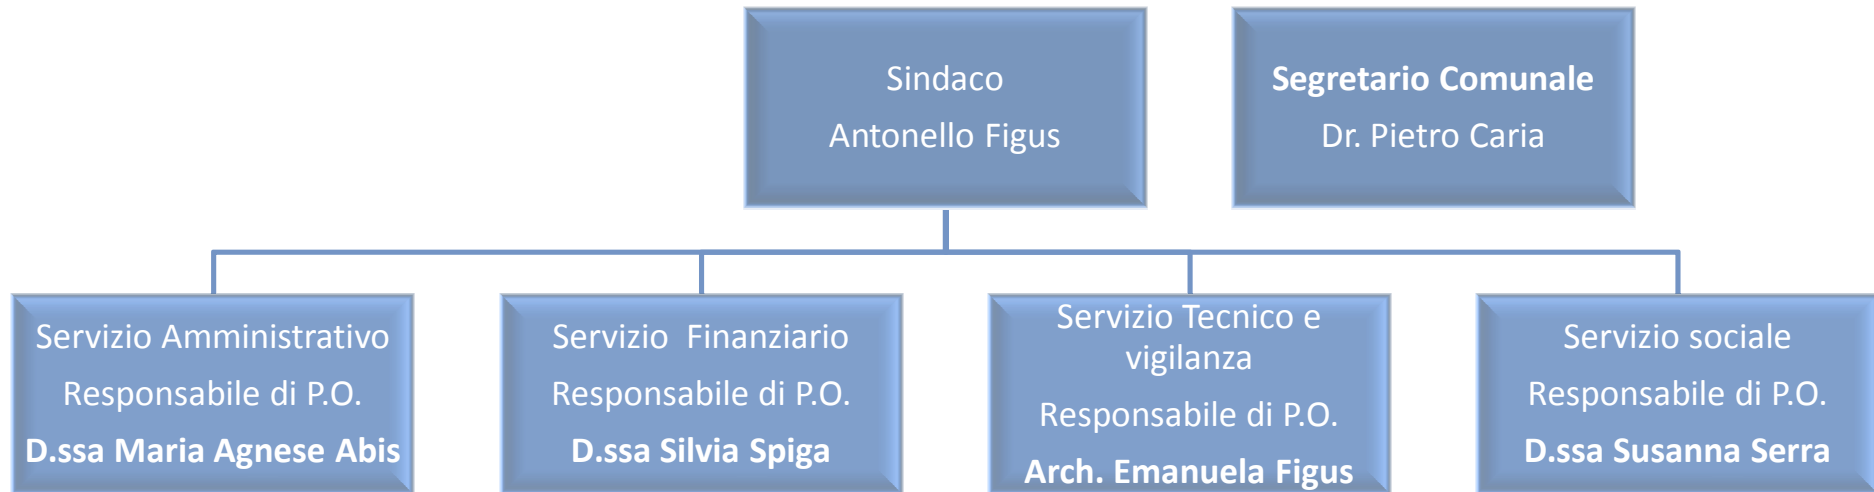 Sindaco
Antonello Figus
Segretario Comunale
Dr. Pietro Caria
Servizio Amministrativo
Responsabile di P.O.
D.ssa Maria Agnese Abis
Servizio  Finanziario
Responsabile di P.O.
D.ssa Silvia Spiga
Servizio Tecnico e
vigilanza
Responsabile di P.O.
Arch. Emanuela Figus
Servizio sociale
Responsabile di P.O.
D.ssa Susanna Serra